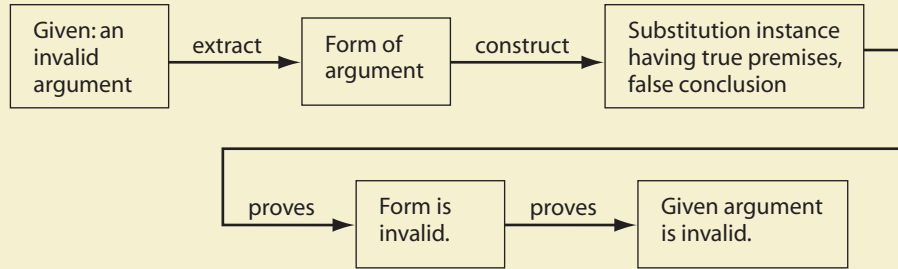 Given: an
invalid
argument
extract
Form of
argument
construct
Substitution instance
having true premises,
false conclusion
proves
Form is
invalid.
proves
Given argument
is invalid.